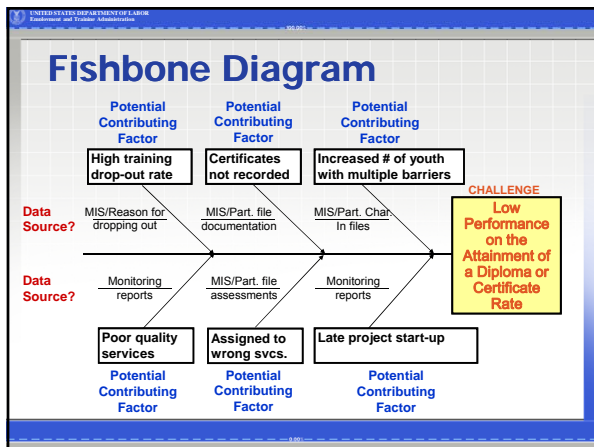 UNITED STATES DEPARTMENT OF LABOR
Employment and Training Administration
100.00%
Fishbone Diagram
Potential
Contributing
Factor
Potential
Contributing
Factor
Potential
Contributing
Factor
High training
drop-out rate
Certificates
not recorded
Increased # of youth
with multiple barriers
CHALLENGE
Low
Performance
on the
Attainment of
a Diploma or
Certificate
Rate
Data
Source?
MIS/Reason for
dropping out
MIS/Part. file
documentation
MIS/Part. Char.
In files
Data
Source?
Monitoring
reports
MIS/Part. file
assessments
Monitoring
reports
Poor quality
services
Assigned to
wrong svcs.
Late project start-up
Potential
Contributing
Factor
Potential
Contributing
Factor
Potential
Contributing
Factor
0.00%